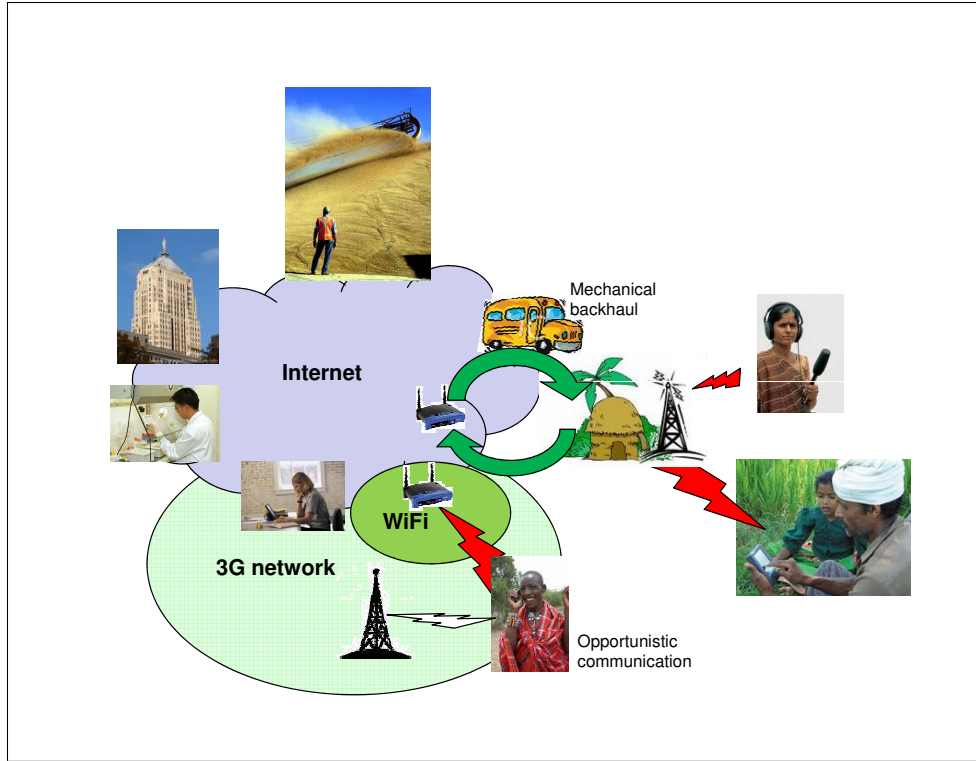 Mechanical
backhaul
Internet
WiFi
3G network
Opportunistic
communication